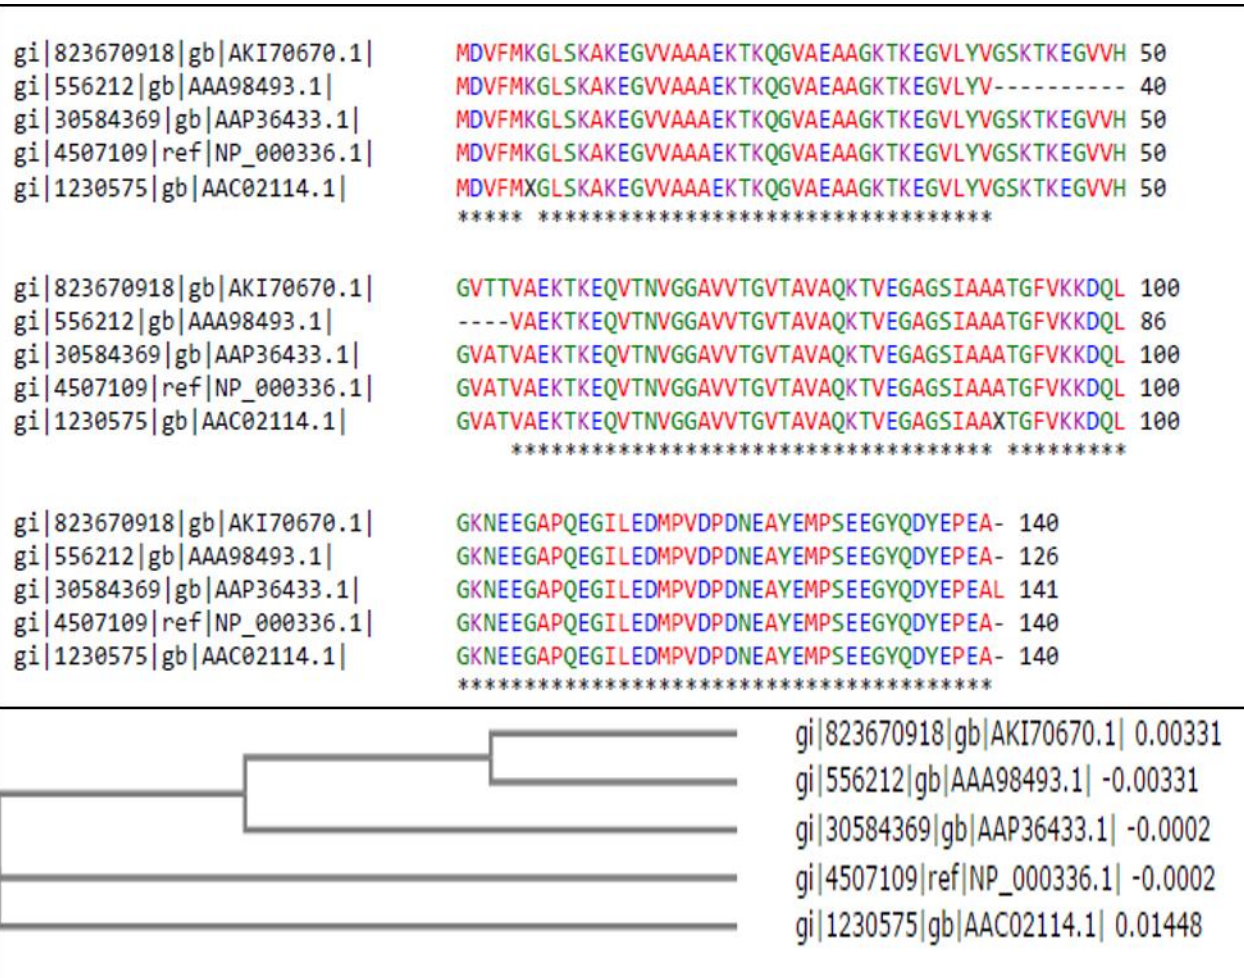 gi|823670918|gb|AKI70670.1| MDVFMKGLSKAKEGVVAAAEKTKQGVAEAAGKTKEGVLYVGSKTKEGVVH 50
gi|556212|gb|AAA98493.1| MDVFMKGLSKAKEGVVAAAEKTKQGVAEAAGKTKEGVLYV---------- 40
gi|30584369|gb|AAP36433.1| MDVFMKGLSKAKEGVVAAAEKTKQGVAEAAGKTKEGVLYVGSKTKEGVVH 50
gi|4507109|ref|NP_000336.1| MDVFMKGLSKAKEGVVAAAEKTKQGVAEAAGKTKEGVLYVGSKTKEGVVH 50
gi|1230575|gb|AAC02114.1| MDVFMXGLSKAKEGVVAAAEKTKQGVAEAAGKTKEGVLYVGSKTKEGVVH 50
***** **********************************
gi|823670918|gb|AKI70670.1| GVTTVAEKTKEQVTNVGGAVVTGVTAVAQKTVEGAGSIAAATGFVKKDQL 100
gi|556212|gb|AAA98493.1| ----VAEKTKEQVTNVGGAVVTGVTAVAQKTVEGAGSIAAATGFVKKDQL 86
gi|30584369|gb|AAP36433.1| GVATVAEKTKEQVTNVGGAVVTGVTAVAQKTVEGAGSIAAATGFVKKDQL 100
gi|4507109|ref|NP_000336.1| GVATVAEKTKEQVTNVGGAVVTGVTAVAQKTVEGAGSIAAATGFVKKDQL 100
gi|1230575|gb|AAC02114.1| GVATVAEKTKEQVTNVGGAVVTGVTAVAQKTVEGAGSIAAXTGFVKKDQL 100
************************************ *********
gi|823670918|gb|AKI70670.1| GKNEEGAPQEGILEDMPVDPDNEAYEMPSEEGYQDYEPEA- 140
gi|556212|gb|AAA98493.1| GKNEEGAPQEGILEDMPVDPDNEAYEMPSEEGYQDYEPEA- 126
gi|30584369|gb|AAP36433.1| GKNEEGAPQEGILEDMPVDPDNEAYEMPSEEGYQDYEPEAL 141
gi|4507109|ref|NP_000336.1| GKNEEGAPQEGILEDMPVDPDNEAYEMPSEEGYQDYEPEA- 140
gi|1230575|gb|AAC02114.1| GKNEEGAPQEGILEDMPVDPDNEAYEMPSEEGYQDYEPEA- 140
****************************************
gi|823670918|gb|AKI70670.1| 0.00331
gi|556212|gb|AAA98493.1| -0.00331
gi|30584369|gb|AAP36433.1| -0.0002
gi|4507109|ref|NP_000336.1| -0.0002
gi|1230575|gb|AAC02114.1| 0.01448